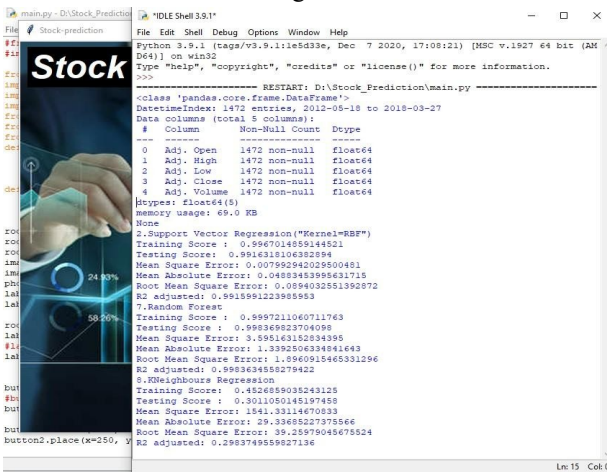 main.py - D:\Stock_Prediction
File
Stock-prediction
Stock
24.93%
58.26%
button2.place(x=250, y
*IDLE Shell 3.9.1*
File Edit Shell Debug Options Window Help
Python 3.9.1 (tags/v3.9.1:1e5d33e, Dec 7 2020, 17:08:21) [MSC v.1927 64 bit (AM
D64)] on win32
Type "help", "copyright", "credits" or "license()" for more information.
>>>
===================== RESTART: D:\Stock_Prediction\main.py =====================
<class 'pandas.core.frame.DataFrame'>
DatetimeIndex: 1472 entries, 2012-05-18 to 2018-03-27
Data columns (total 5 columns):
# Column Non-Null Count Dtype
--- ------ -------------- -----
0 Adj. Open 1472 non-null float64
1 Adj. High 1472 non-null float64
2 Adj. Low 1472 non-null float64
3 Adj. Close 1472 non-null float64
4 Adj. Volume 1472 non-null float64
dtypes: float64(5)
memory usage: 69.0 KB
None
2.Support Vector Regression("Kernel=RBF")
Training Score : 0.9967014859144521
Testing Score : 0.9916318106382894
Mean Square Error: 0.007992942029500481
Mean Absolute Error: 0.04883453995631715
Root Mean Square Error: 0.0894032551392872
R2 adjusted: 0.9915991223985953
7.Random Forest
Training Score : 0.9997211060711763
Testing Score : 0.998369823704098
Mean Square Error: 3.595163152834395
Mean Absolute Error: 1.3392506334841643
Root Mean Square Error: 1.8960915465331296
R2 adjusted: 0.9983634558279422
8.KNeighbours Regression
Training Score : 0.4526859035243125
Testing Score : 0.3011050145197458
Mean Square Error: 1541.33114670833
Mean Absolute Error: 29.33685227375566
Root Mean Square Error: 39.25979045675524
R2 adjusted: 0.2983749559827136
Ln: 15 Col: